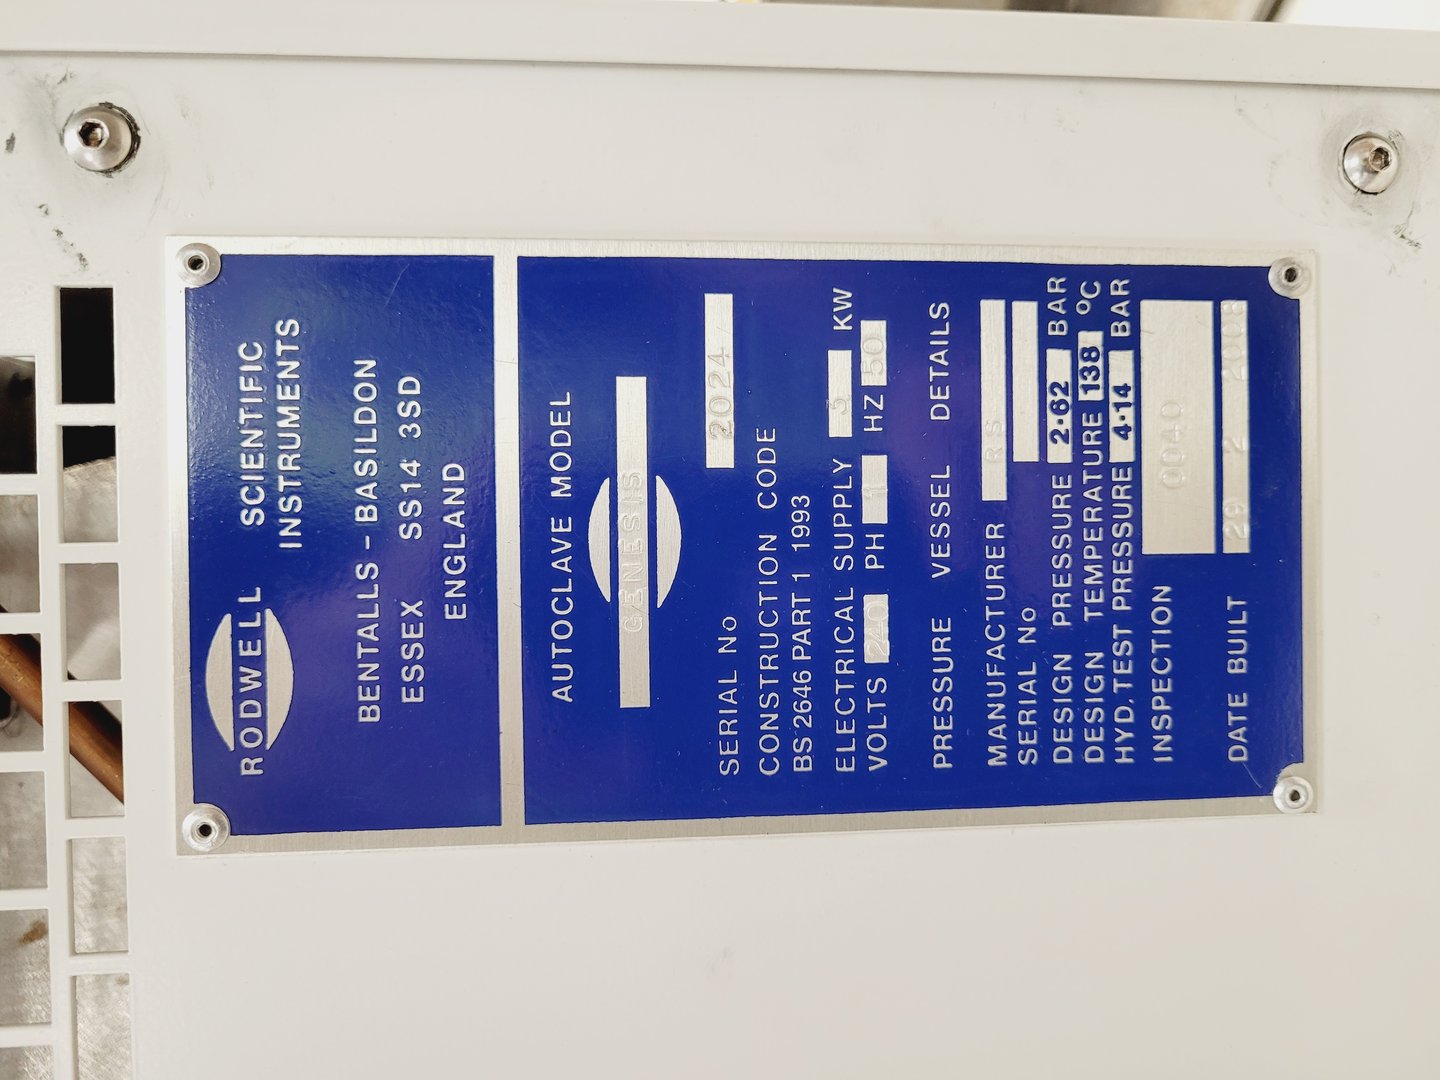 RODWELL SCIENTIFIC
INSTRUMENTS
BENTALLS - BASILDON
ESSEX SS14 3SD
ENGLAND
AUTOCLAVE MODEL
GENESIS
SERIAL No 2024
CONSTRUCTION CODE
BS 2646 PART 1 1993
ELECTRICAL SUPPLY 3 KW
VOLTS 240 PH 1 HZ 50
PRESSURE VESSEL DETAILS
MANUFACTURER RS
SERIAL No
DESIGN PRESSURE 2·62 BAR
DESIGN TEMPERATURE 138 °C
HYD. TEST PRESSURE 4·14 BAR
INSPECTION 0040
DATE BUILT 29 2 2008